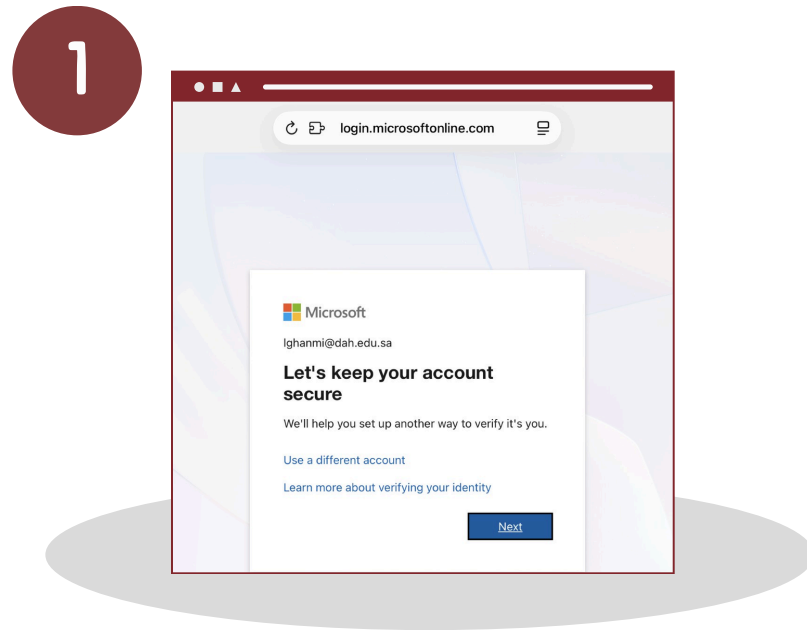 1
login.microsoftonline.com
Microsoft
lghanmi@dah.edu.sa
Let's keep your account
secure
We'll help you set up another way to verify it's you.
Use a different account
Learn more about verifying your identity
Next